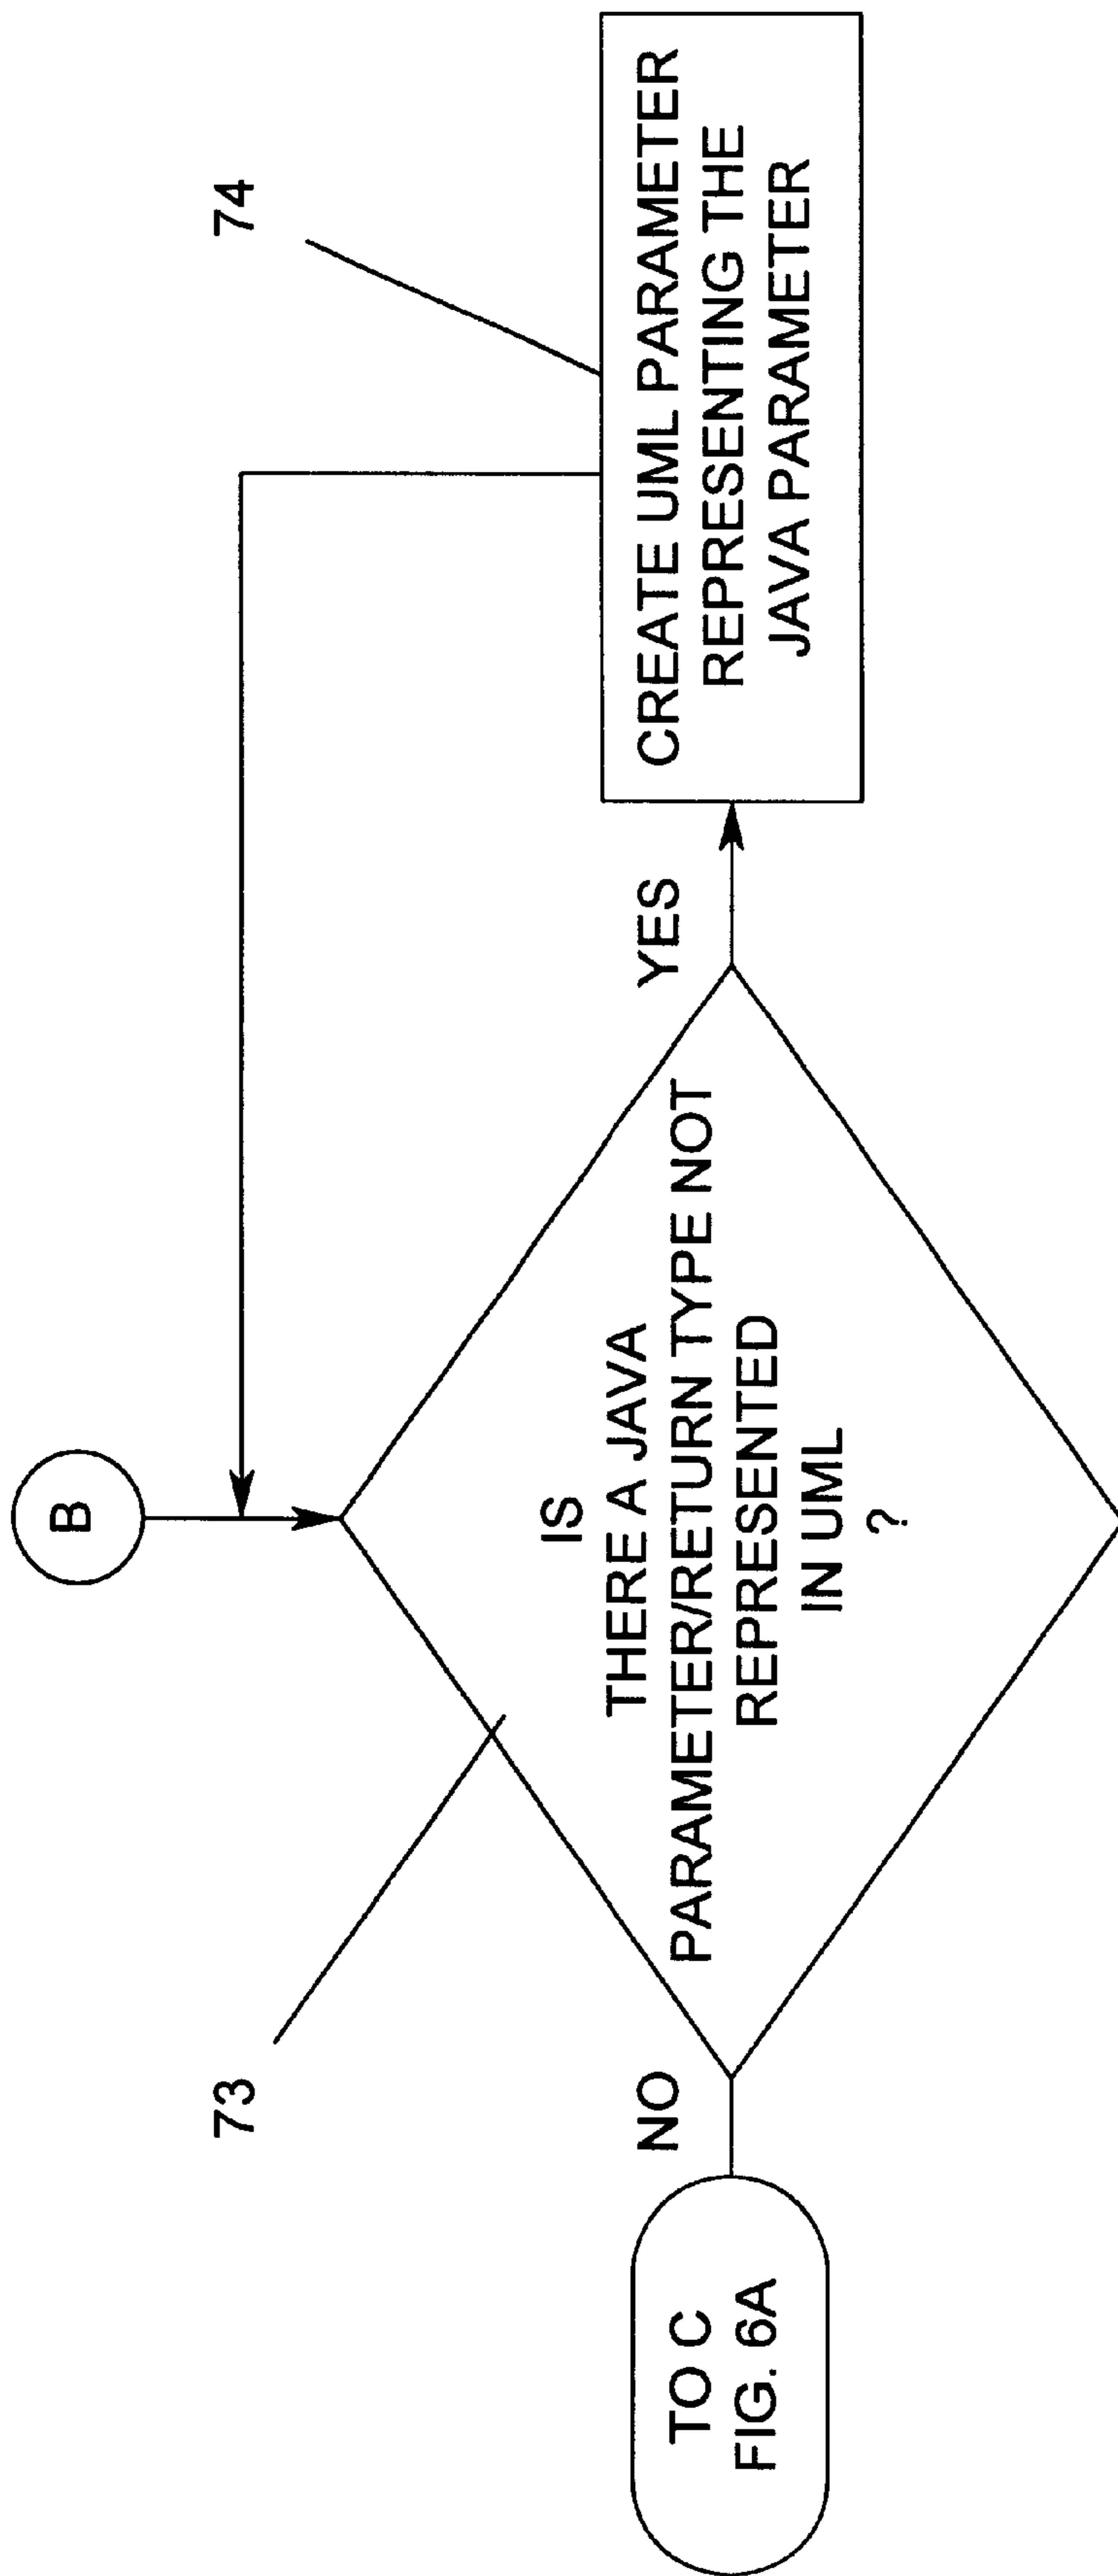 B
74
73
IS
THERE A JAVA
PARAMETER/RETURN TYPE NOT
REPRESENTED
IN UML
?
YES
CREATE UML PARAMETER
REPRESENTING THE
JAVA PARAMETER
NO
TO C
FIG. 6A